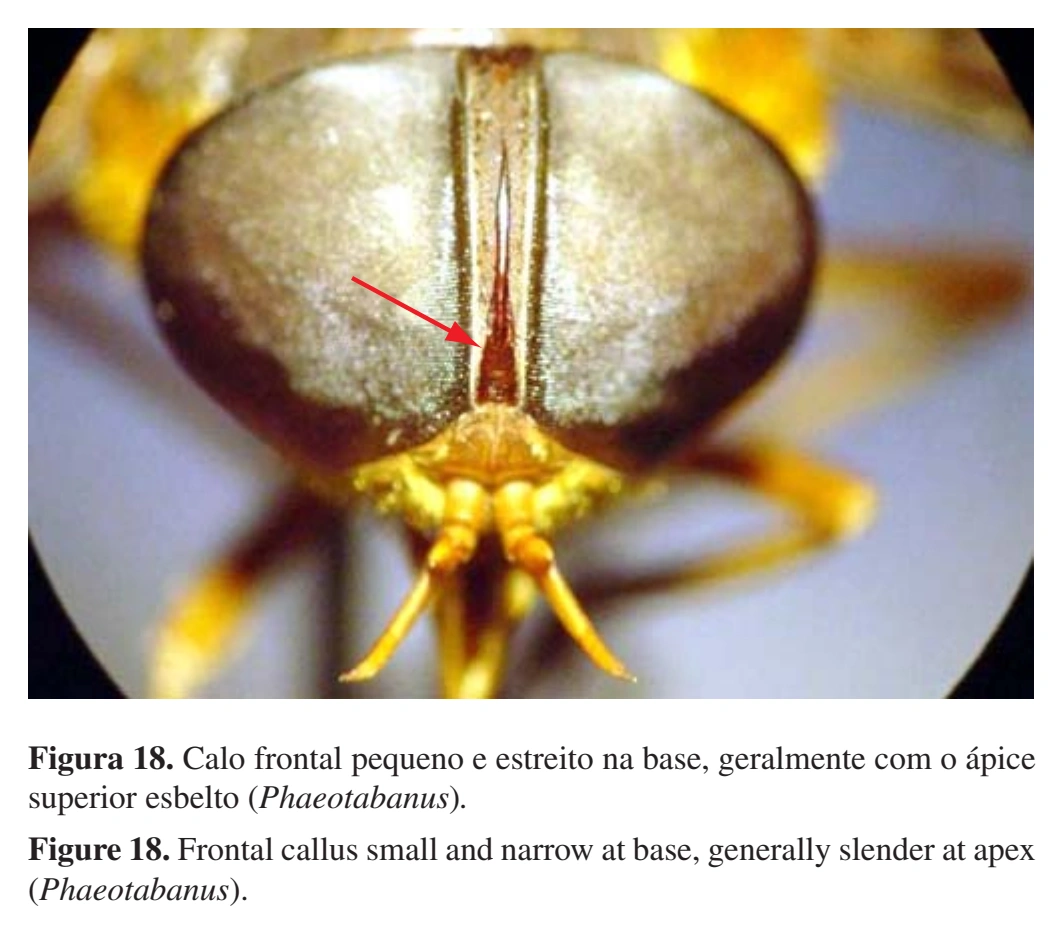 Figura 18. Calo frontal pequeno e estreito na base, geralmente com o ápice
superior esbelto (Phaeotabanus).
Figure 18. Frontal callus small and narrow at base, generally slender at apex
(Phaeotabanus).